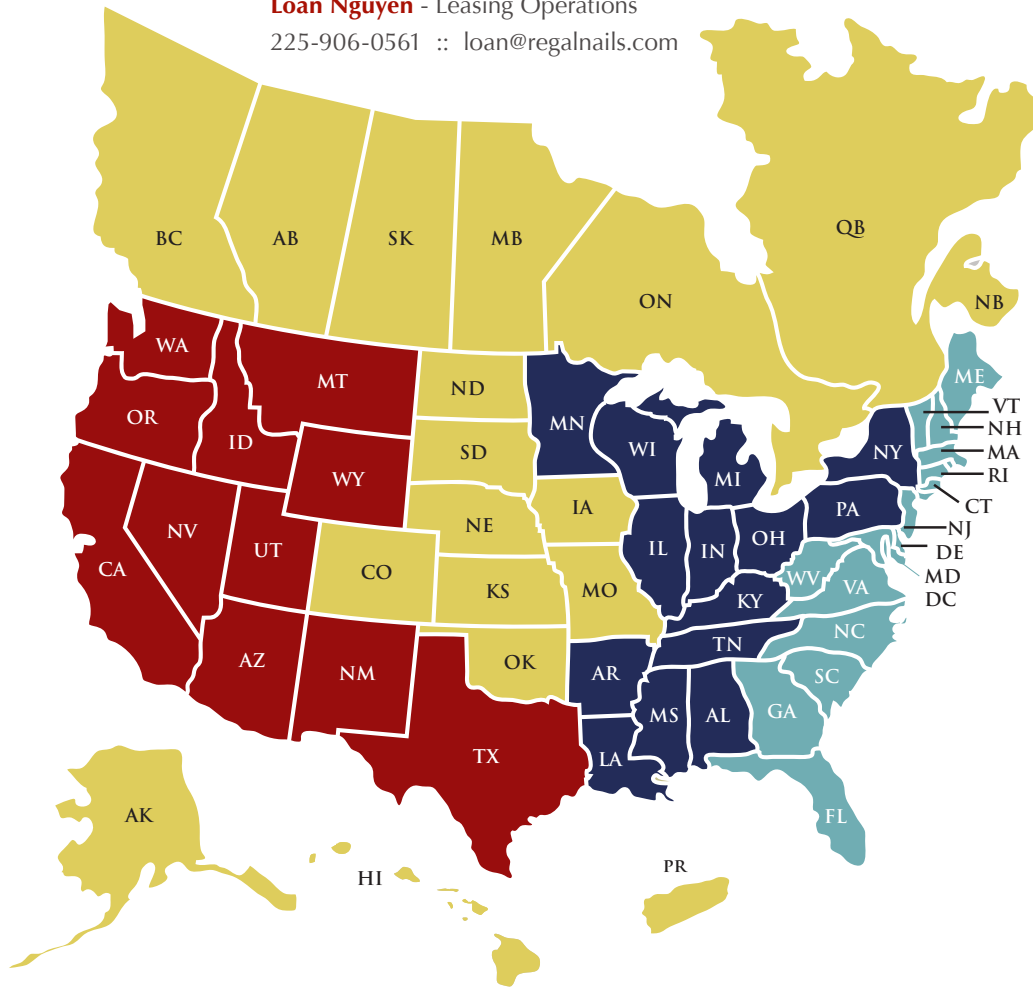 Loan Nguyen - Leasing Operations
225-906-0561 :: loan@regalnails.com
QB
BC
AB
SK
MB
ON
NB
WA
MT
ND
ME
VT
OR
MN
NH
ID
WI
NY
MA
SD
RI
WY
MI
CT
IA
PA
NV
NE
NJ
OH
UT
IL
IN
DE
CA
CO
WV
MD
KS
MO
VA
KY
DC
NC
TN
AZ
OK
NM
AR
SC
MS
AL
GA
TX
LA
AK
FL
HI
PR